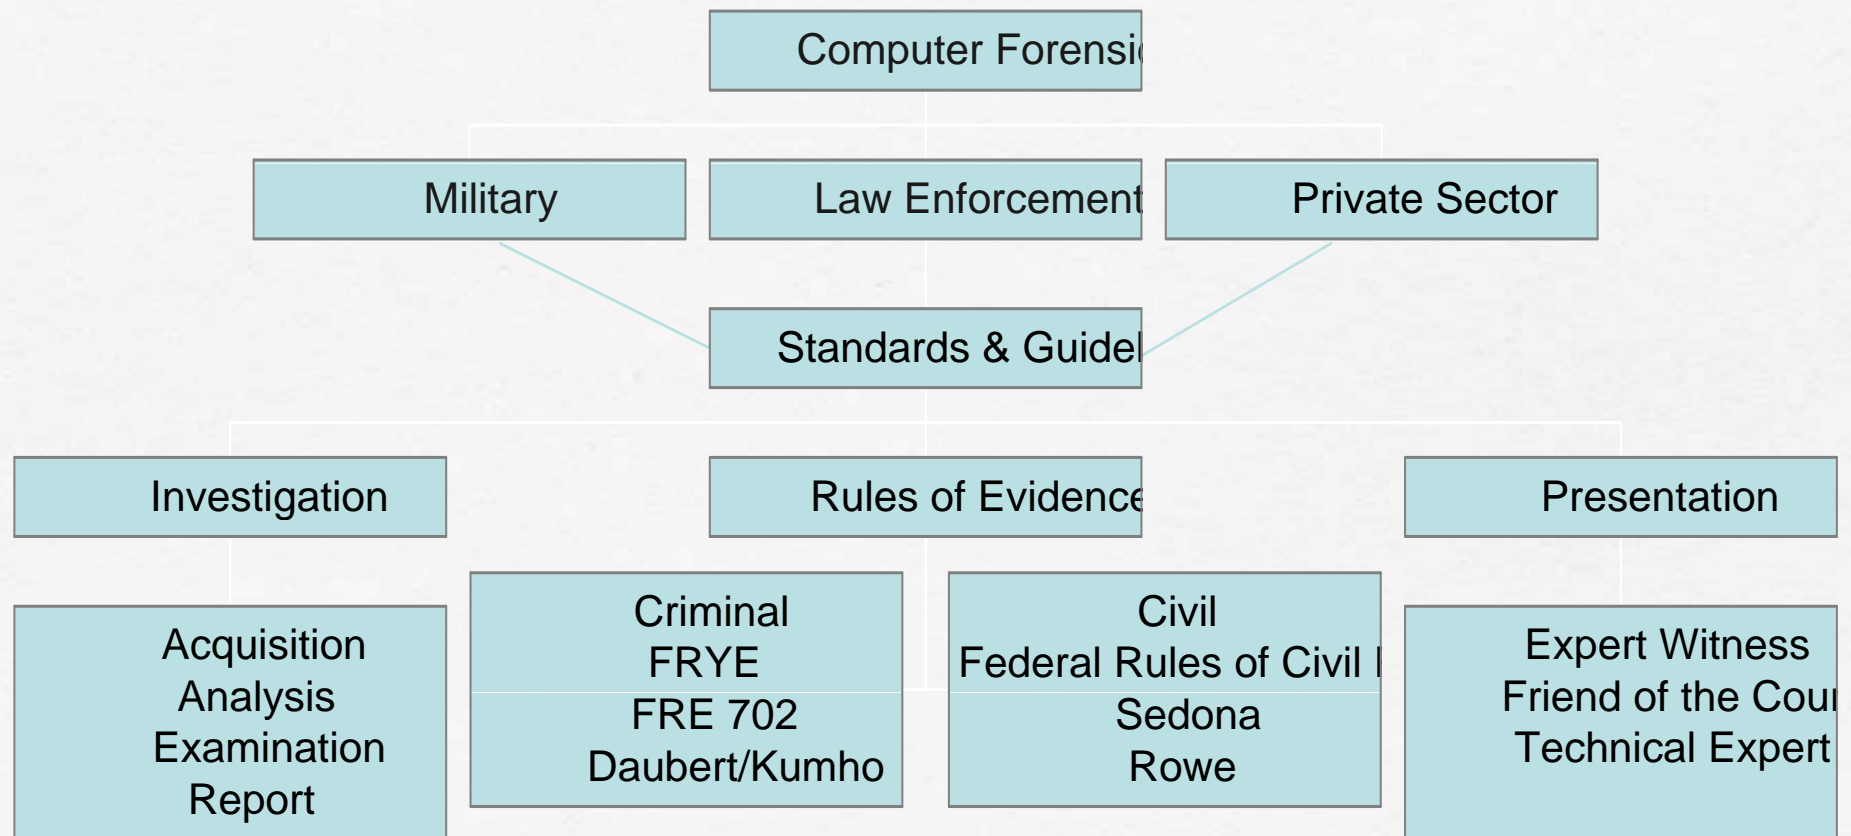 Computer Forensi
Military
Law Enforcement
Private Sector
Standards & Guidel
Investigation
Rules of Evidence
Presentation
Acquisition
Analysis
Examination
Report
Criminal
FRYE
FRE 702
Daubert/Kumho
Civil
Federal Rules of Civil
Sedona
Rowe
Expert Witness
Friend of the Cour
Technical Expert